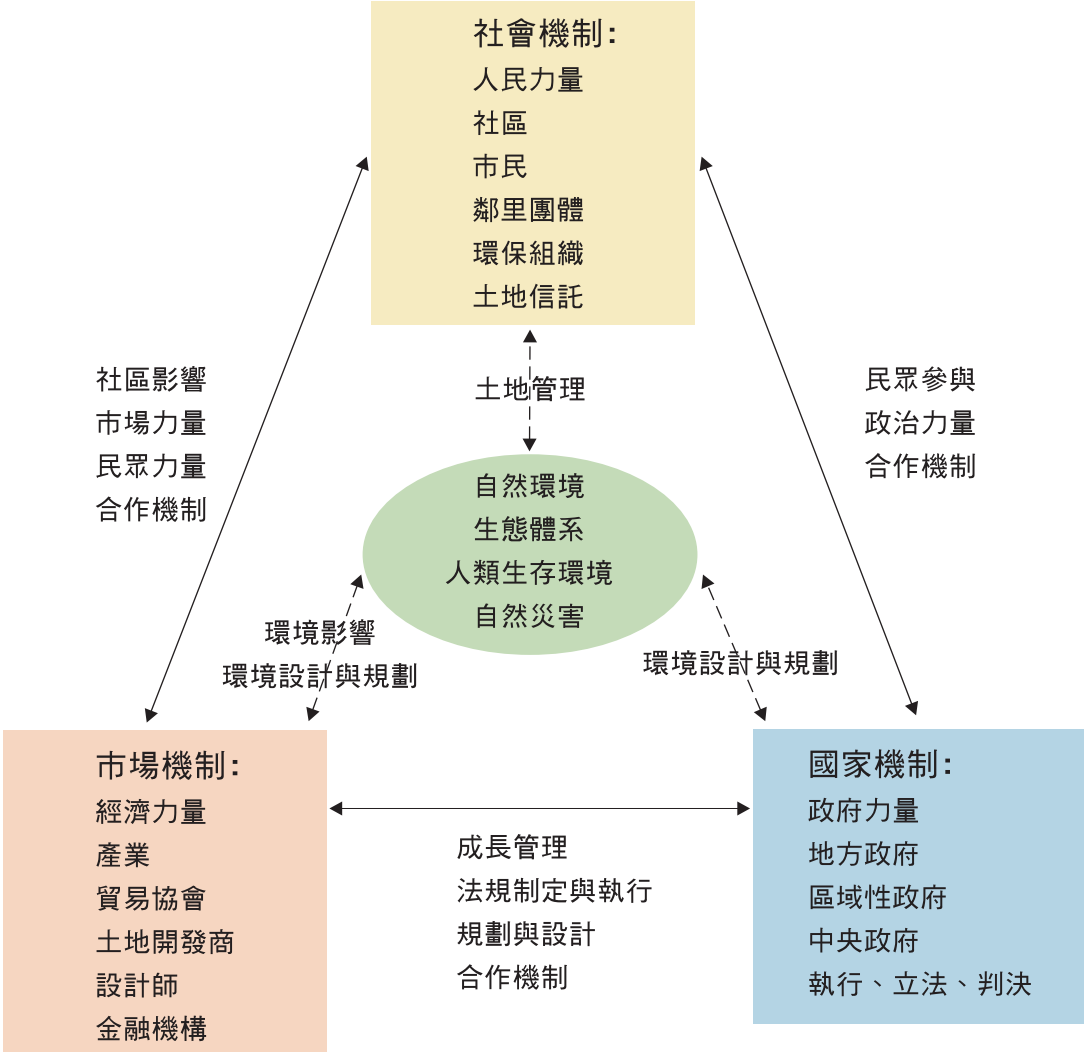 社會機制：
人民力量
社區
市民
鄰里團體
環保組織
土地信託
社區影響
市場力量
民眾力量
合作機制
土地管理
民眾參與
政治力量
合作機制
自然環境
生態體系
人類生存環境
自然災害
環境影響
環境設計與規劃
環境設計與規劃
市場機制：
經濟力量
產業
貿易協會
土地開發商
設計師
金融機構
成長管理
法規制定與執行
規劃與設計
合作機制
國家機制：
政府力量
地方政府
區域性政府
中央政府
執行、立法、判決